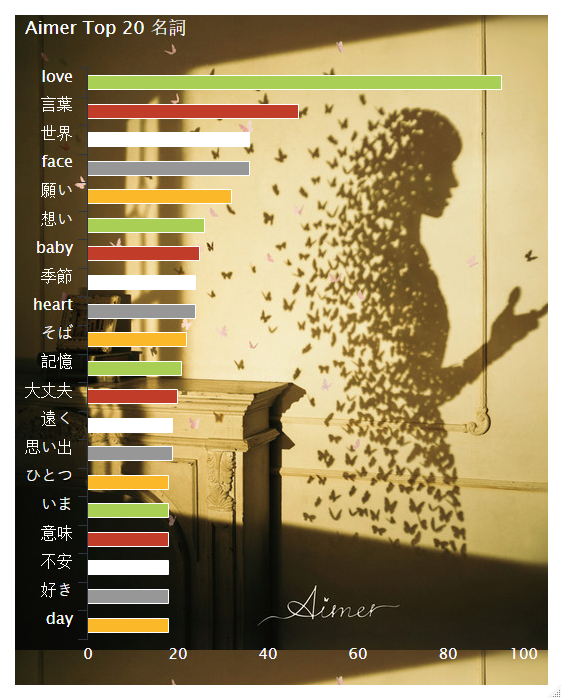 Aimer Top 20 名詞
love
言葉
世界
face
願い
想い
baby
季節
heart
そば
記憶
大丈夫
遠く
思い出
ひとつ
いま
意味
不安
好き
day
Aimer
0 20 40 60 80 100